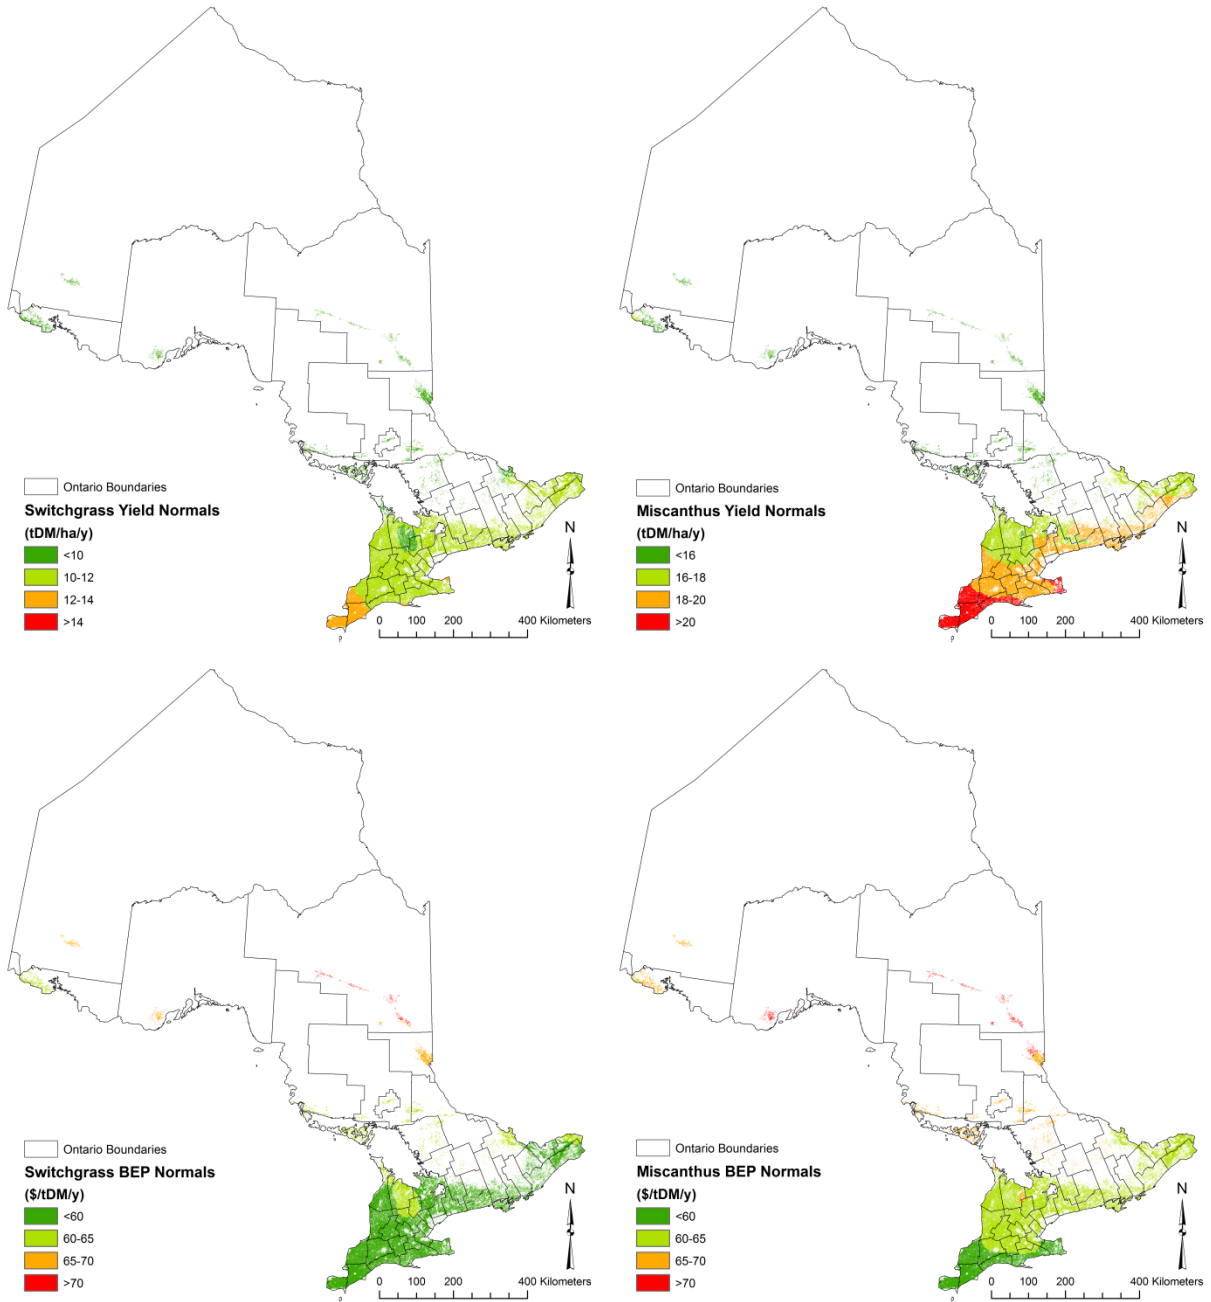 Ontario Boundaries
Switchgrass Yield Normals
(tDM/ha/y)
<10
10-12
12-14
>14
N
0 100 200 400 Kilometers
Ontario Boundaries
Miscanthus Yield Normals
(tDM/ha/y)
<16
16-18
18-20
>20
N
0 100 200 400 Kilometers
Ontario Boundaries
Switchgrass BEP Normals
($/tDM/y)
<60
60-65
65-70
>70
N
0 100 200 400 Kilometers
Ontario Boundaries
Miscanthus BEP Normals
($/tDM/y)
<60
60-65
65-70
>70
N
0 100 200 400 Kilometers